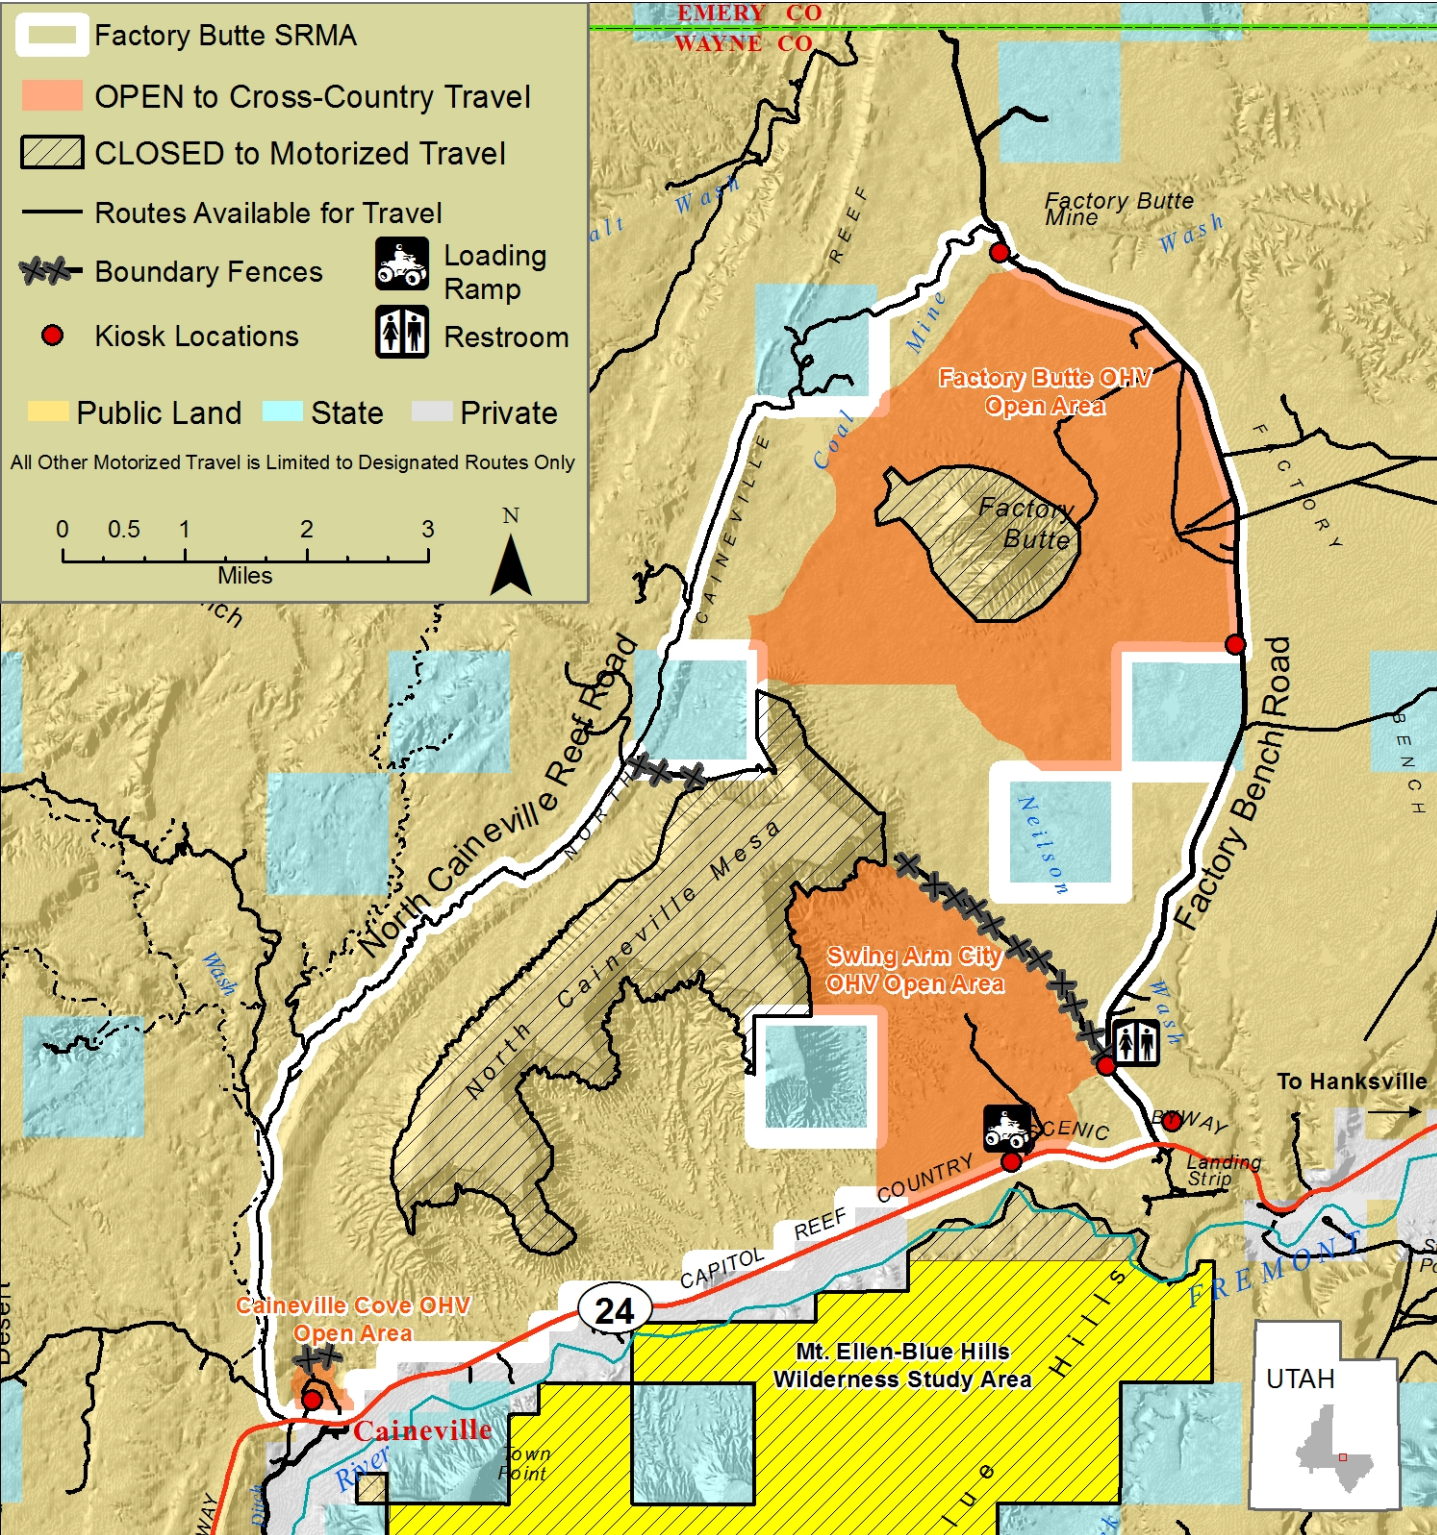 Factory Butte SRMA
OPEN to Cross-Country Travel
CLOSED to Motorized Travel
Routes Available for Travel
Boundary Fences
Loading
Ramp
Kiosk Locations
Restroom
Public Land
State
Private
All Other Motorized Travel is Limited to Designated Routes Only
0 0.5 1 2 3
Miles
N
EMERY CO
WAYNE CO
Wash
alt
REEF
Factory Butte
Mine
Wash
Mine
Coal
Factory Butte OHV
Open Area
CAINEVILLE
Factory
Butte
FACTORY
BENCH
North Caineville Reef Road
NORTH
Factory Bench Road
Neilson
Wash
North Caineville Mesa
Swing Arm City
OHV Open Area
Wash
To Hanksville
SCENIC
BYWAY
Landing
Strip
COUNTRY
REEF
CAPITOL
24
FREMONT
Caineville Cove OHV
Open Area
Caineville
River
Town
Point
Mt. Ellen-Blue Hills
Wilderness Study Area
Hills
lue
UTAH
WAY
Ditch
Desert